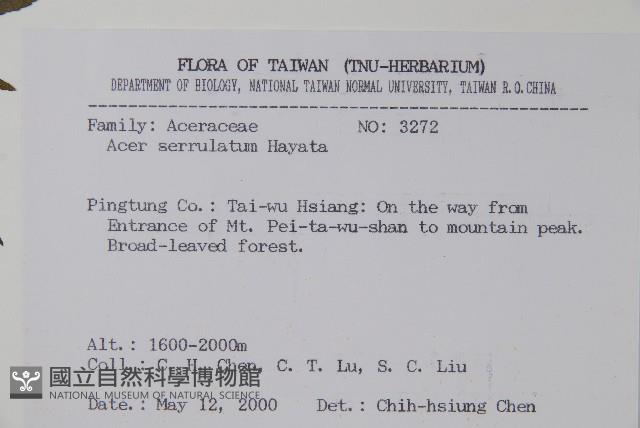 FLORA OF TAIWAN (TNU-HERBARIUM)
DEPARTMENT OF BIOLOGY, NATIONAL TAIWAN NORMAL UNIVERSITY, TAIWAN R.O.CHINA
Family: Aceraceae NO: 3272
Acer serrulatum Hayata
Pingtung Co.: Tai-wu Hsiang: On the way from
Entrance of Mt. Pei-ta-wu-shan to mountain peak.
Broad-leaved forest.
Alt.: 1600-2000m
Coll.: C. H. Chen, C. T. Lu, S. C. Liu
國立自然科學博物館
NATIONAL MUSEUM OF NATURAL SCIENCE
Date.: May 12, 2000 Det.: Chih-hsiung Chen